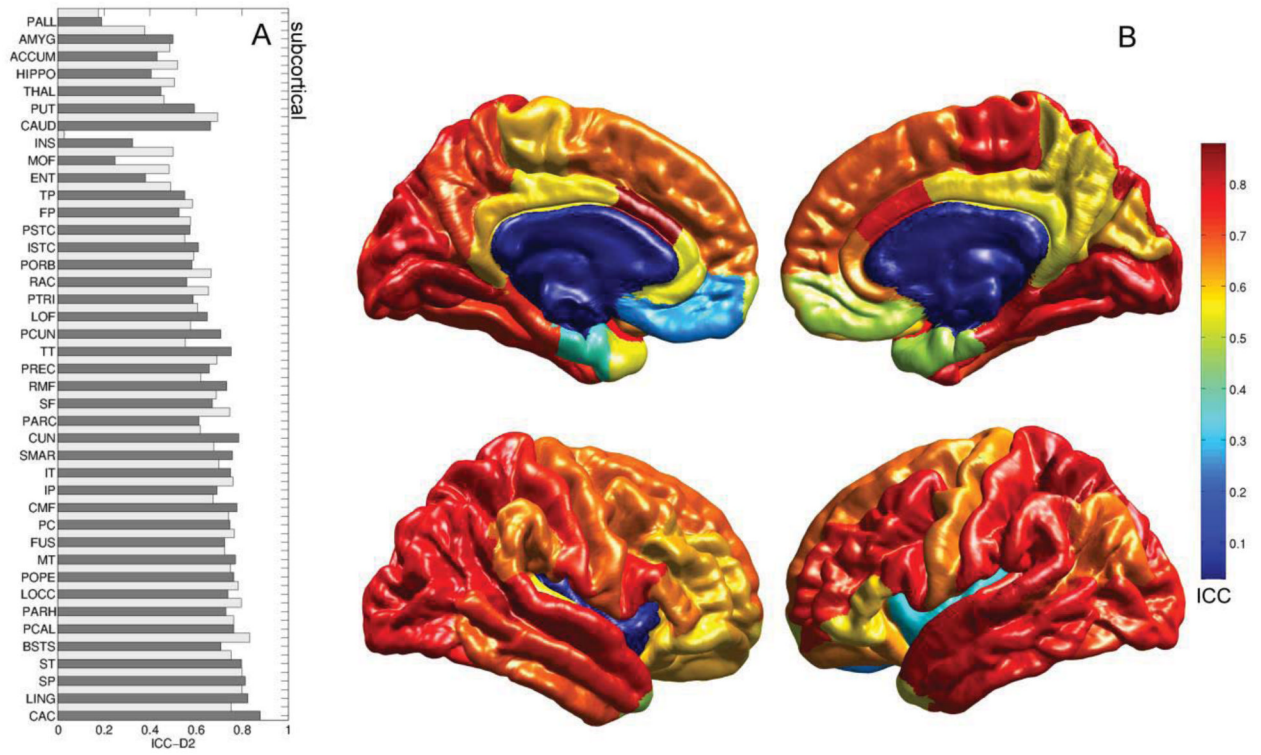 A
B
subcortical
PALL
AMYG
ACCUM
HIPPO
THAL
PUT
CAUD
INS
MOF
ENT
TP
FP
PSTC
ISTC
PORB
RAC
PTRI
LOF
PCUN
TT
PREC
RMF
SF
PARC
CUN
SMAR
IT
IP
CMF
PC
FUS
MT
POPE
LOCC
PARH
PCAL
BSTS
ST
SP
LING
CAC
0 0.2 0.4 0.6 0.8 1
ICC-D2
0.8
0.7
0.6
0.5
0.4
0.3
0.2
0.1
ICC